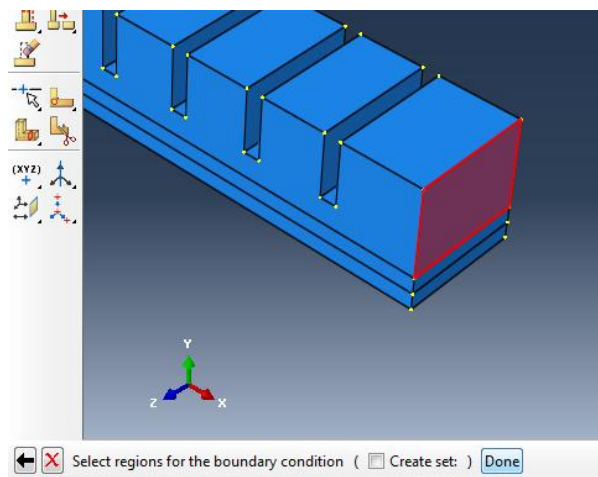 (XYZ)
Y
Z X
Select regions for the boundary condition ( Create set: ) Done